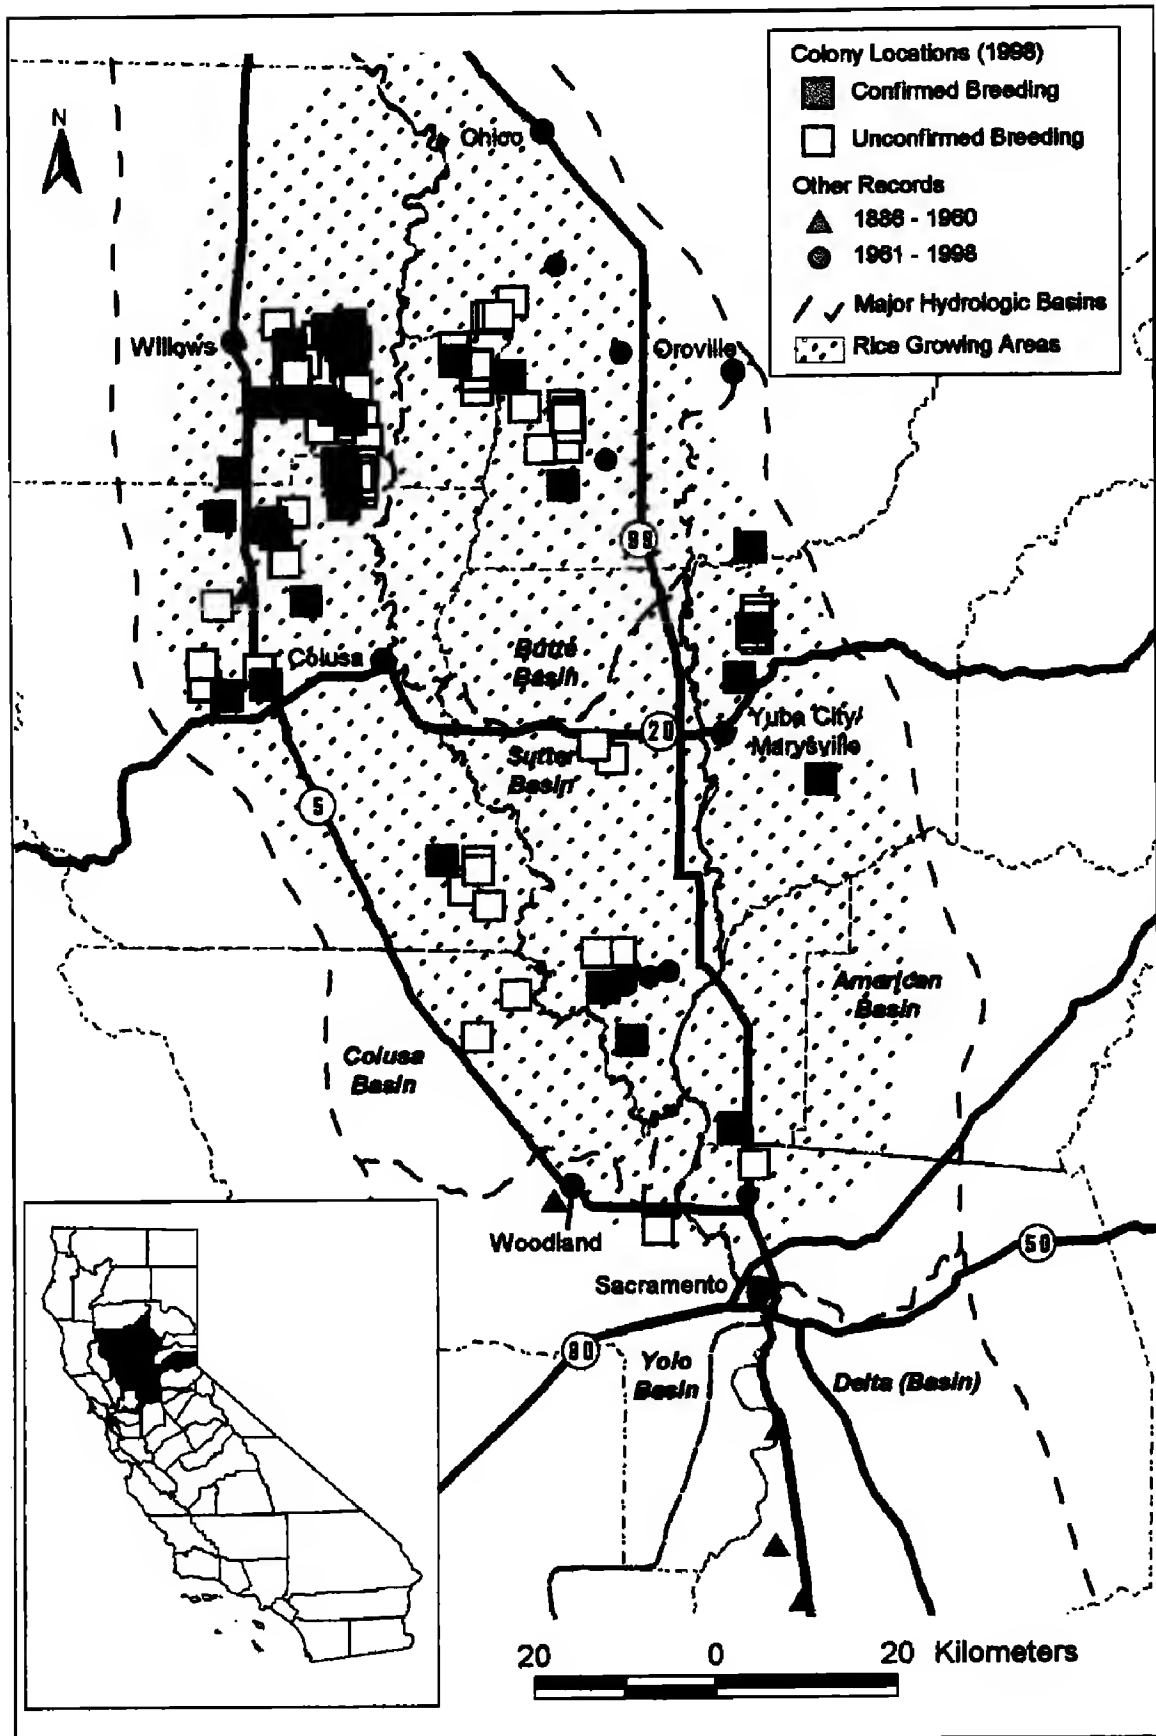 Colony Locations (1998)
Confirmed Breeding
Unconfirmed Breeding
Other Records
1886 - 1960
1961 - 1998
Major Hydrologic Basins
Rice Growing Areas
N
Chico
Willows
Oroville
99
Colusa
Butte
Basin
20
Yuba City/
Marysville
Sutter
Basin
5
American
Basin
Colusa
Basin
Woodland
Sacramento
50
80
Yolo
Basin
Delta (Basin)
20 0 20 Kilometers